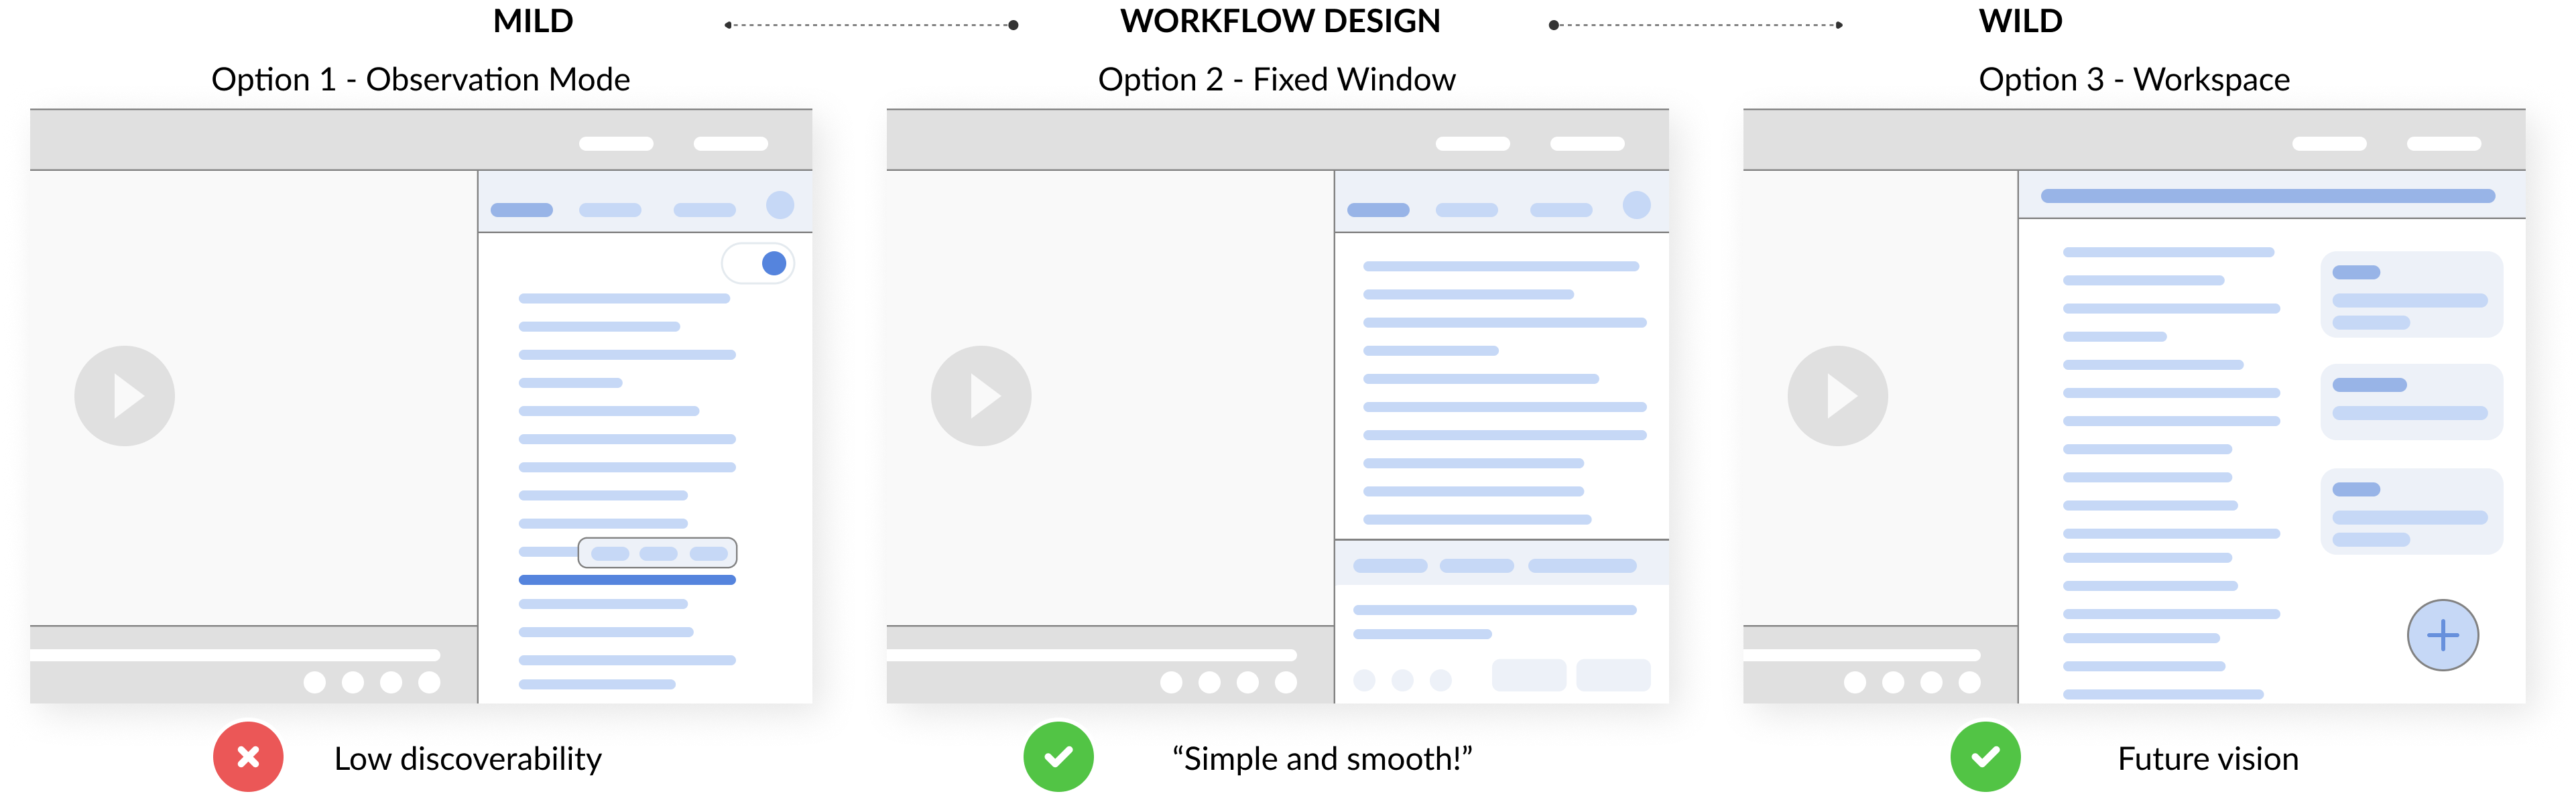 MILD
WORKFLOW DESIGN
WILD
Option 1 - Observation Mode
Option 2 - Fixed Window
Option 3 - Workspace
Low discoverability
“Simple and smooth!”
Future vision